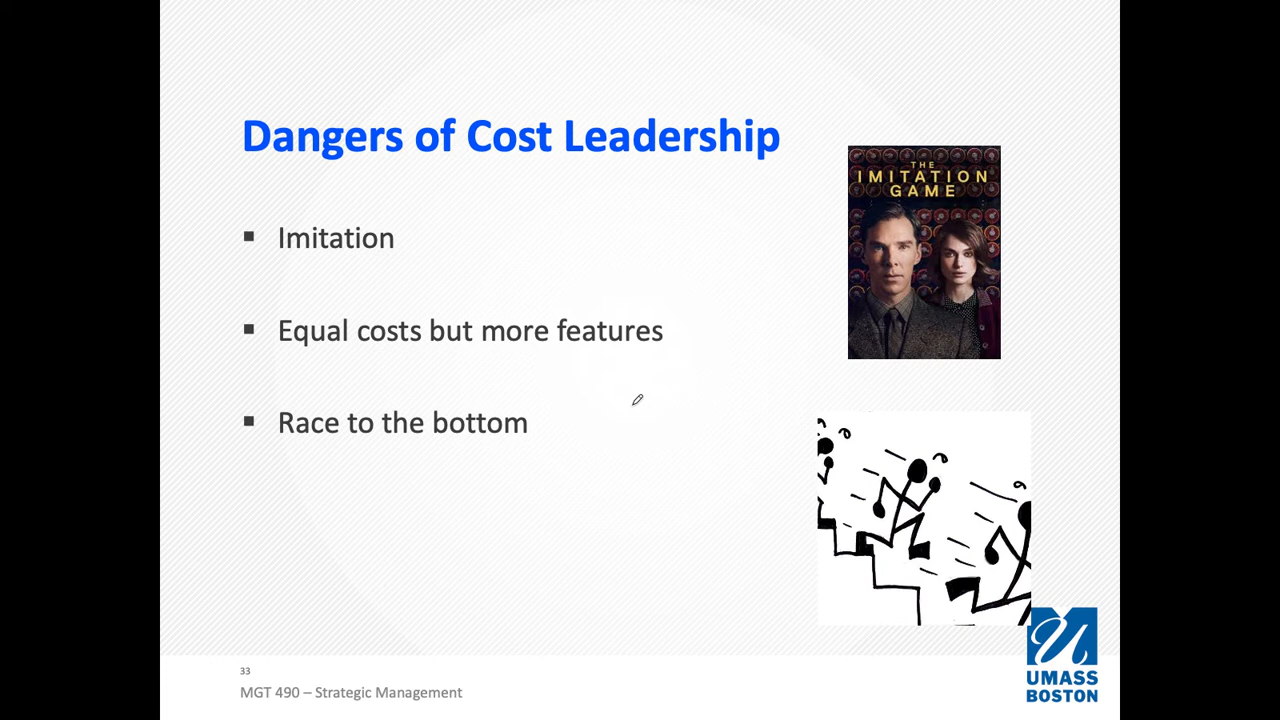 Dangers of Cost Leadership
THE
IMITATION
GAME
▪ Imitation
▪ Equal costs but more features
▪ Race to the bottom
33
MGT 490 – Strategic Management
UMASS
BOSTON